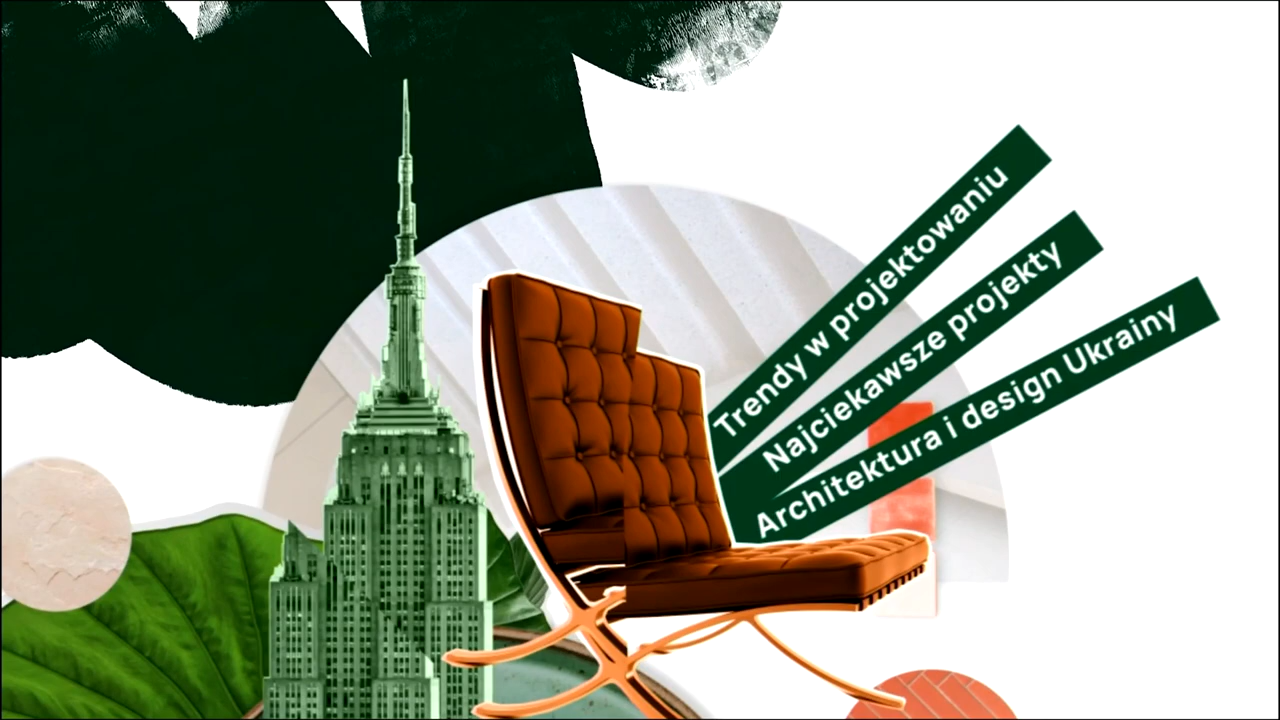 Trendy w projektowaniu
Najciekawsze projekty
Architektura i design Ukrainy